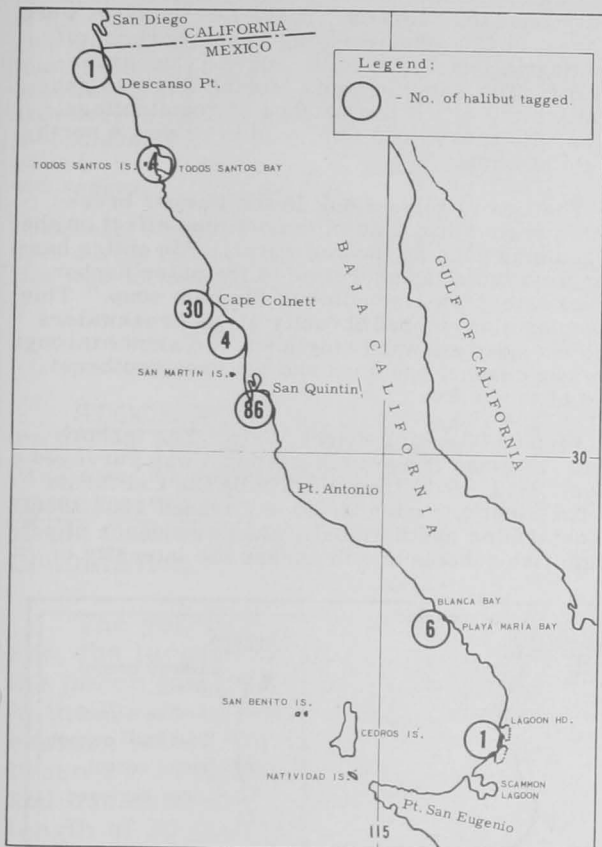 San Diego
CALIFORNIA
MEXICO
Legend:
- No. of halibut tagged.
1
Descanso Pt.
TODOS SANTOS IS.
4
TODOS SANTOS BAY
BAJA CALIFORNIA
GULF OF CALIFORNIA
30
Cape Colnett
4
SAN MARTIN IS.
San Quintin
86
30
Pt. Antonio
BLANCA BAY
6
PLAYA MARIA BAY
SAN BENITO IS.
LAGOON HD.
1
CEDROS IS.
NATIVIDAD IS.
SCAMMON
LAGOON
Pt. San Eugenio
115